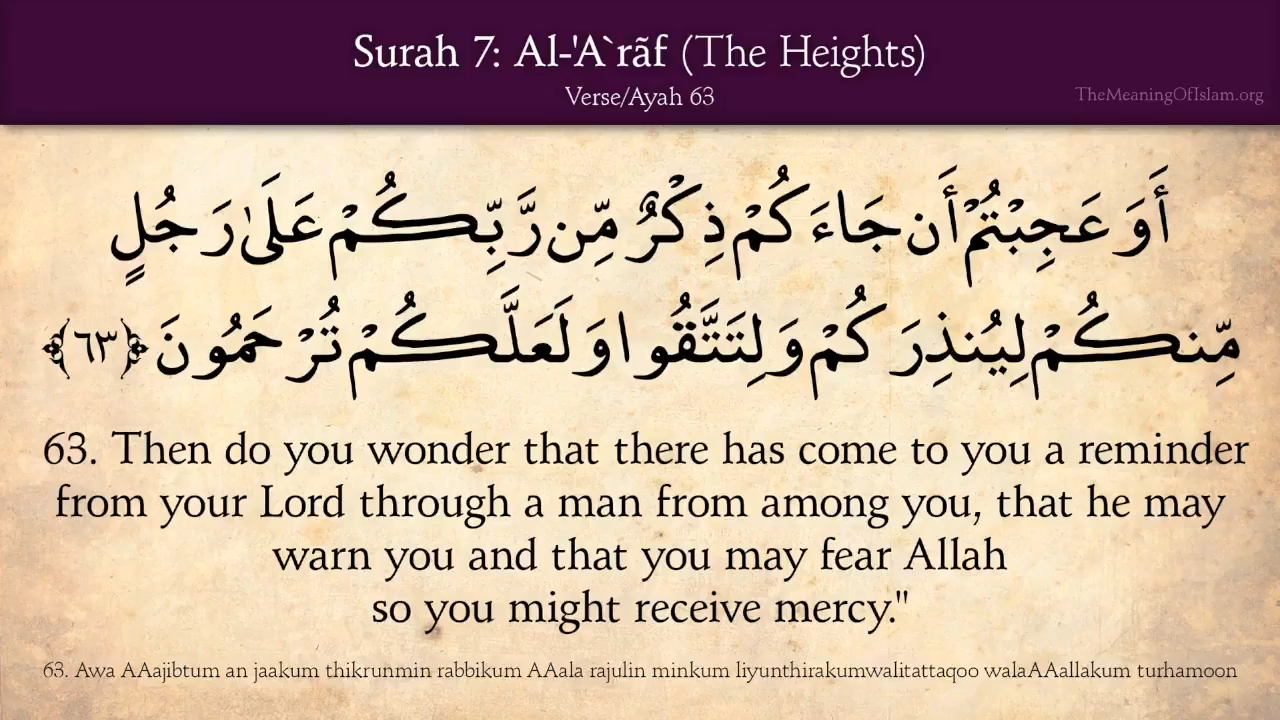 Surah 7: Al-'A`rãf (The Heights)
Verse/Ayah 63
TheMeaningOfIslam.org
أَوَعَجِبْتُمْ أَن جَاءَكُمْ ذِكْرٌ مِّن رَّبِّكُمْ عَلَىٰ رَجُلٍ
مِّنكُمْ لِيُنذِرَكُمْ وَلِتَتَّقُوا وَلَعَلَّكُمْ تُرْحَمُونَ ﴿٦٣﴾
63. Then do you wonder that there has come to you a reminder
from your Lord through a man from among you, that he may
warn you and that you may fear Allah
so you might receive mercy."
63. Awa AAajibtum an jaakum thikrunmin rabbikum AAala rajulin minkum liyunthirakumwalitattaqoo walaAAallakum turhamoon